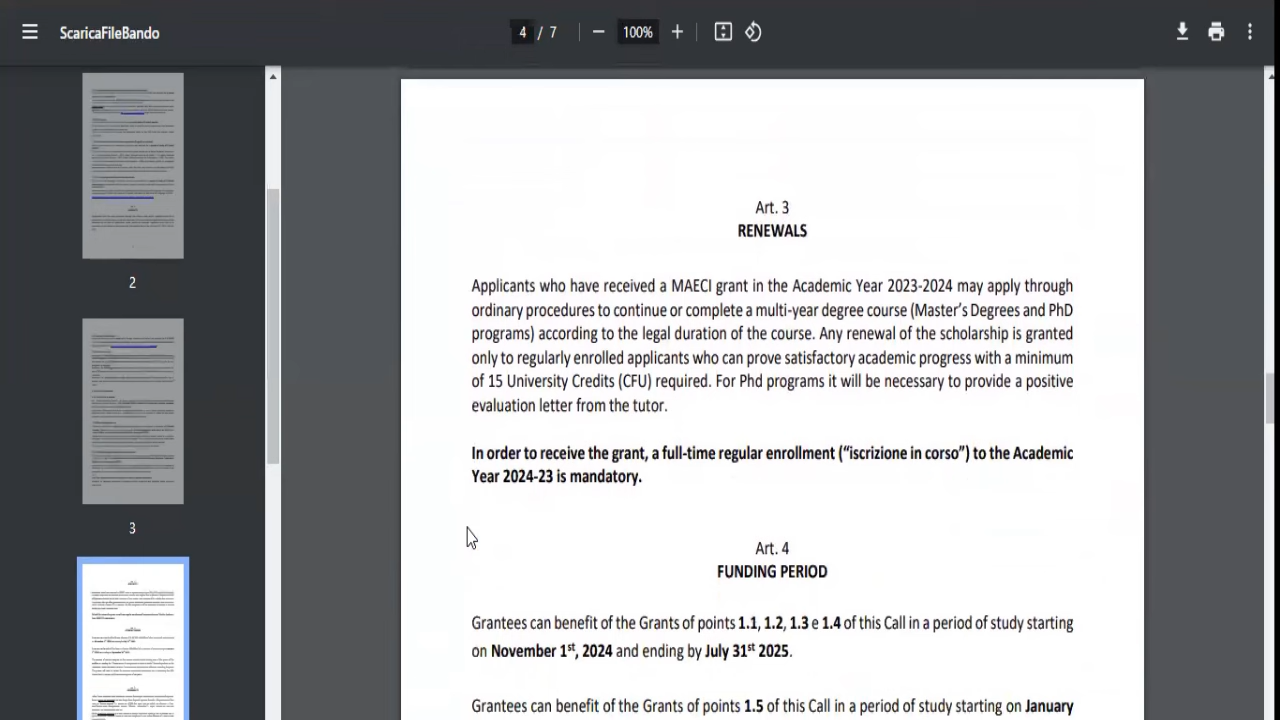 ScaricaFileBando
4 / 7
100%
2
3
Art. 3
RENEWALS
Applicants who have received a MAECI grant in the Academic Year 2023-2024 may apply through
ordinary procedures to continue or complete a multi-year degree course (Master's Degrees and PhD
programs) according to the legal duration of the course. Any renewal of the scholarship is granted
only to regularly enrolled applicants who can prove satisfactory academic progress with a minimum
of 15 University Credits (CFU) required. For Phd programs it will be necessary to provide a positive
evaluation letter from the tutor.
In order to receive the grant, a full-time regular enrollment (“iscrizione in corso”) to the Academic
Year 2024-23 is mandatory.
Art. 4
FUNDING PERIOD
Grantees can benefit of the Grants of points 1.1, 1.2, 1.3 e 1.4 of this Call in a period of study starting
on November 1st, 2024 and ending by July 31st 2025.
Grantees can benefit of the Grants of points 1.5 of this Call in a period of study starting on January